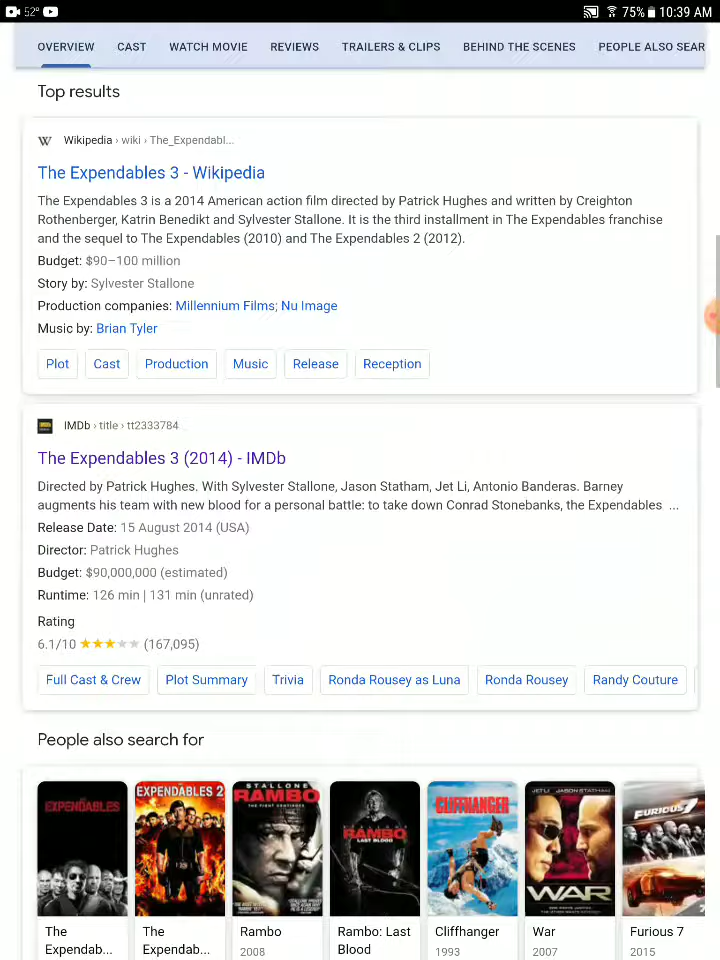 52° 75% 10:39 AM
OVERVIEW CAST WATCH MOVIE REVIEWS TRAILERS & CLIPS BEHIND THE SCENES PEOPLE ALSO SEAR
Top results
W Wikipedia › wiki › The_Expendabl...
The Expendables 3 - Wikipedia
The Expendables 3 is a 2014 American action film directed by Patrick Hughes and written by Creighton
Rothenberger, Katrin Benedikt and Sylvester Stallone. It is the third installment in The Expendables franchise
and the sequel to The Expendables (2010) and The Expendables 2 (2012).
Budget: $90–100 million
Story by: Sylvester Stallone
Production companies: Millennium Films; Nu Image
Music by: Brian Tyler
Plot Cast Production Music Release Reception
IMDb › title › tt2333784
The Expendables 3 (2014) - IMDb
Directed by Patrick Hughes. With Sylvester Stallone, Jason Statham, Jet Li, Antonio Banderas. Barney
augments his team with new blood for a personal battle: to take down Conrad Stonebanks, the Expendables ...
Release Date: 15 August 2014 (USA)
Director: Patrick Hughes
Budget: $90,000,000 (estimated)
Runtime: 126 min | 131 min (unrated)
Rating
6.1/10 ★★★★★ (167,095)
Full Cast & Crew Plot Summary Trivia Ronda Rousey as Luna Ronda Rousey Randy Couture
People also search for
EXPENDABLES
EXPENDABLES 2
STALLONE
RAMBO
RAMBO
LAST BLOOD
CLIFFHANGER
JET LI JASON STATHAM
WAR
FURIOUS 7
The Expendab...
The Expendab...
Rambo
2008
Rambo: Last Blood
Cliffhanger
1993
War
2007
Furious 7
2015